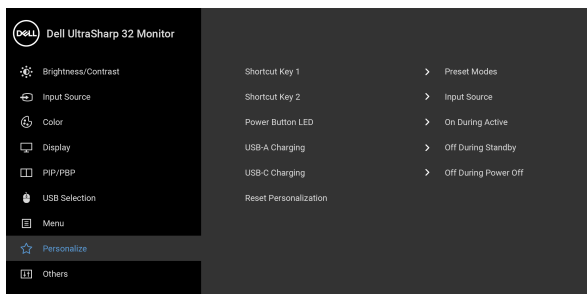 DELL Dell UltraSharp 32 Monitor
Brightness/Contrast
Input Source
Color
Display
PIP/PBP
USB Selection
Menu
Personalize
Others
Shortcut Key 1 > Preset Modes
Shortcut Key 2 > Input Source
Power Button LED > On During Active
USB-A Charging > Off During Standby
USB-C Charging > Off During Power Off
Reset Personalization